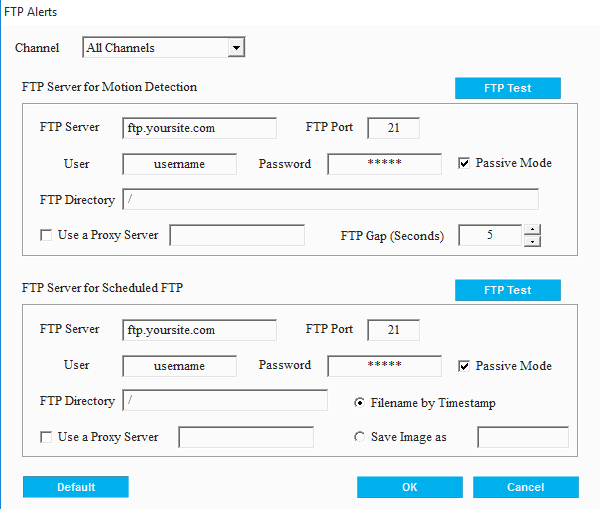 FTP Alerts
Channel All Channels
FTP Server for Motion Detection FTP Test
FTP Server ftp.yoursite.com FTP Port 21
User username Password ***** Passive Mode
FTP Directory /
Use a Proxy Server FTP Gap (Seconds) 5
FTP Server for Scheduled FTP FTP Test
FTP Server ftp.yoursite.com FTP Port 21
User username Password ***** Passive Mode
FTP Directory / Filename by Timestamp
Use a Proxy Server Save Image as
Default OK Cancel